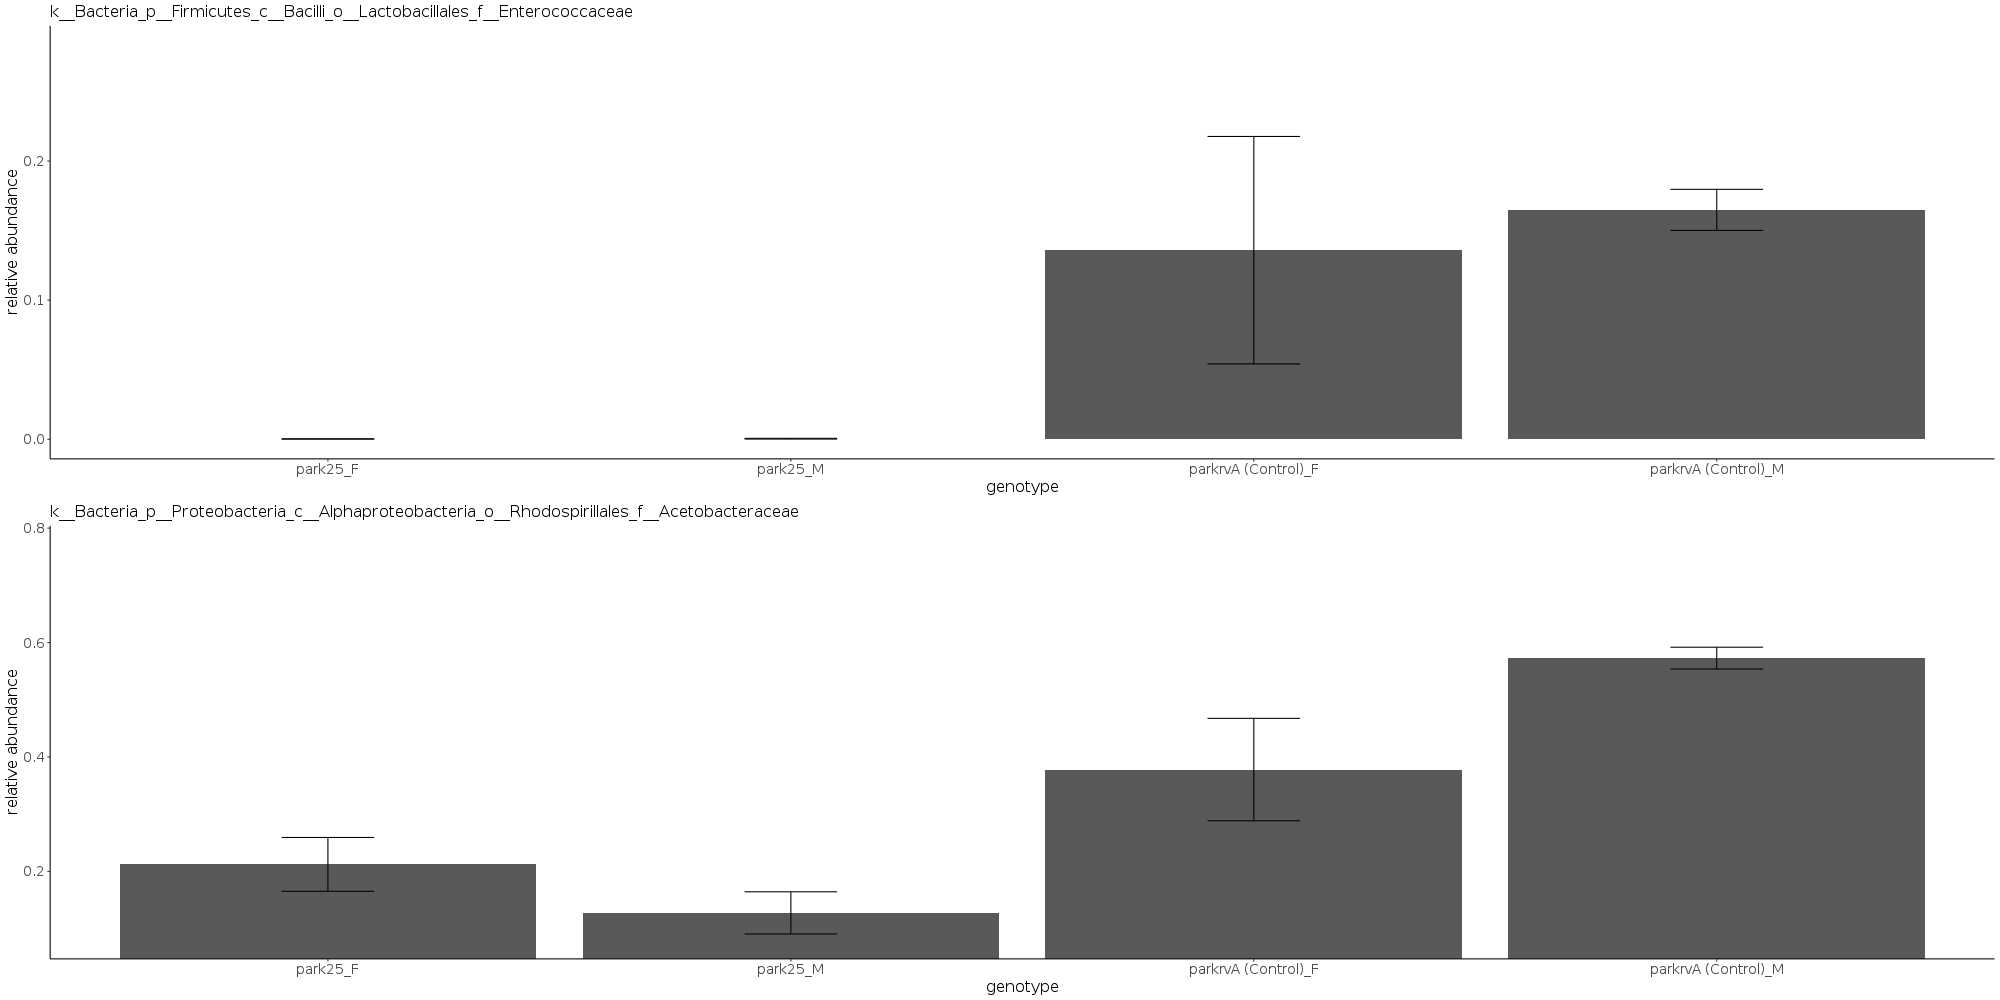 k__Bacteria_p__Firmicutes_c__Bacilli_o__Lactobacillales_f__Enterococcaceae
relative abundance
0.2
0.1
0.0
park25_F
park25_M
parkrvA (Control)_F
parkrvA (Control)_M
genotype
k__Bacteria_p__Proteobacteria_c__Alphaproteobacteria_o__Rhodospirillales_f__Acetobacteraceae
relative abundance
0.8
0.6
0.4
0.2
park25_F
park25_M
parkrvA (Control)_F
parkrvA (Control)_M
genotype